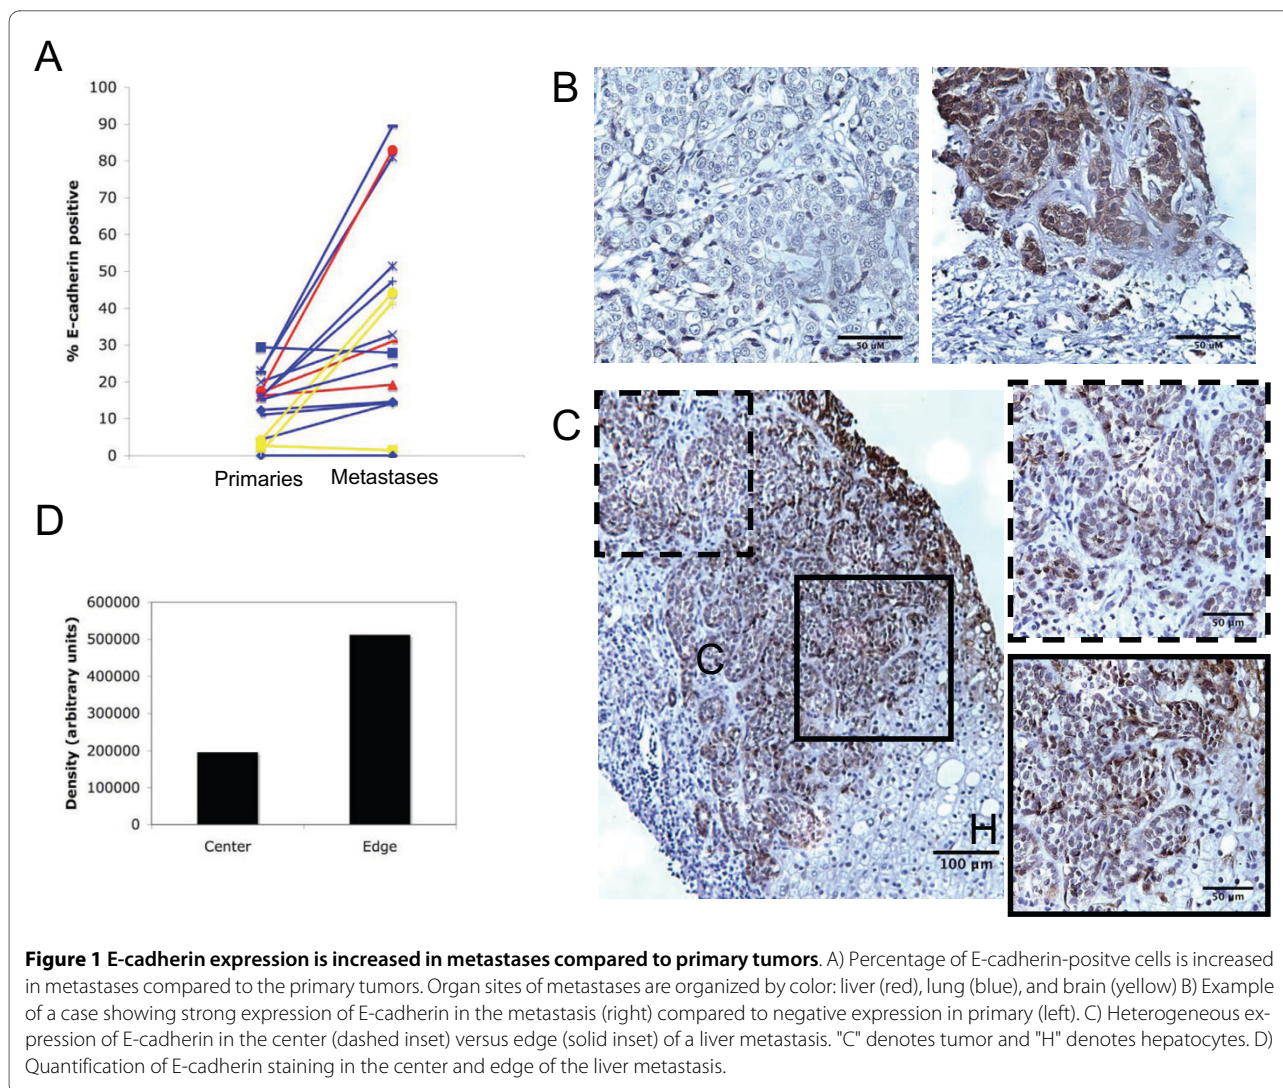 A
100
90
80
70
60
50
40
30
20
10
0
% E-cadherin positive
Primaries
Metastases
B
50 uM
50 uM
C
C
H
100 µm
50 µm
50 µm
D
600000
500000
400000
300000
200000
100000
0
Density (arbitrary units)
Center
Edge
Figure 1 E-cadherin expression is increased in metastases compared to primary tumors. A) Percentage of E-cadherin-positve cells is increased
in metastases compared to the primary tumors. Organ sites of metastases are organized by color: liver (red), lung (blue), and brain (yellow) B) Example
of a case showing strong expression of E-cadherin in the metastasis (right) compared to negative expression in primary (left). C) Heterogeneous ex-
pression of E-cadherin in the center (dashed inset) versus edge (solid inset) of a liver metastasis. "C" denotes tumor and "H" denotes hepatocytes. D)
Quantification of E-cadherin staining in the center and edge of the liver metastasis.